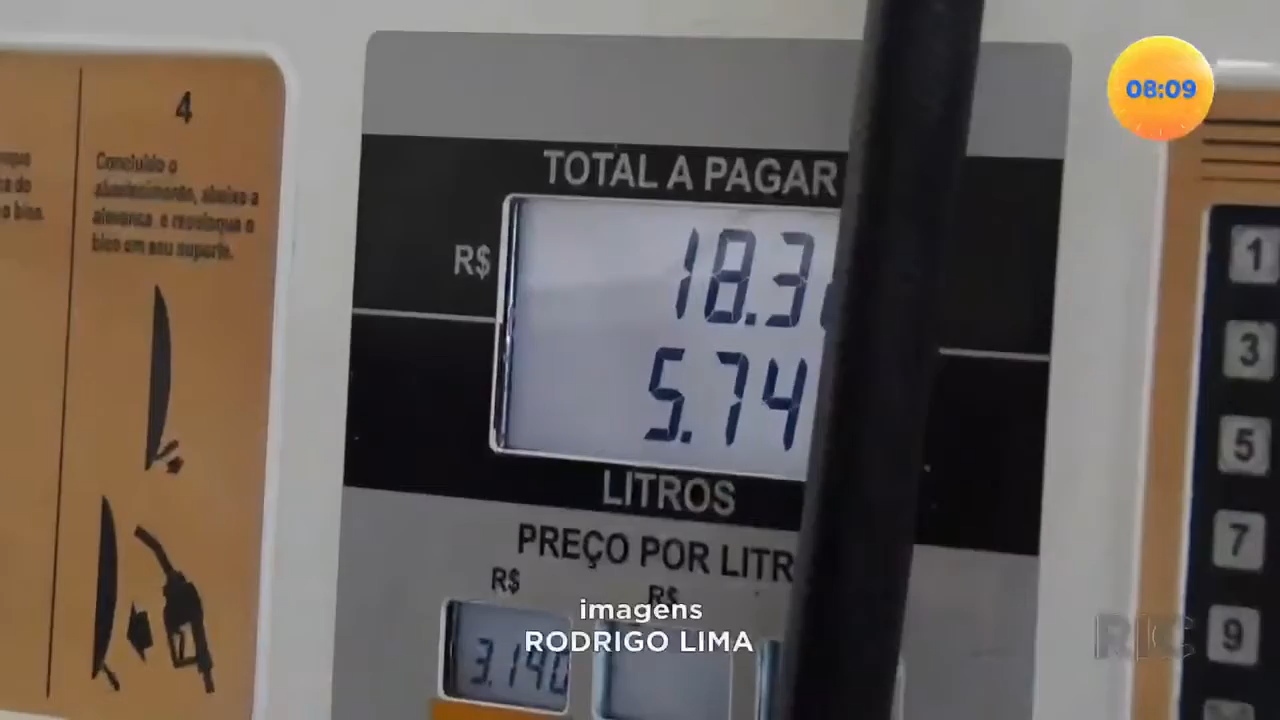 08:09
4
Concluído o
abastecimento, abaixe a
alavanca e recoloque o
bico em seu suporte.
TOTAL A PAGAR
R$
18.3
5.74
LITROS
PREÇO POR LITR
R$
R$
3.140
imagens
RODRIGO LIMA
RIC
1
3
5
7
9